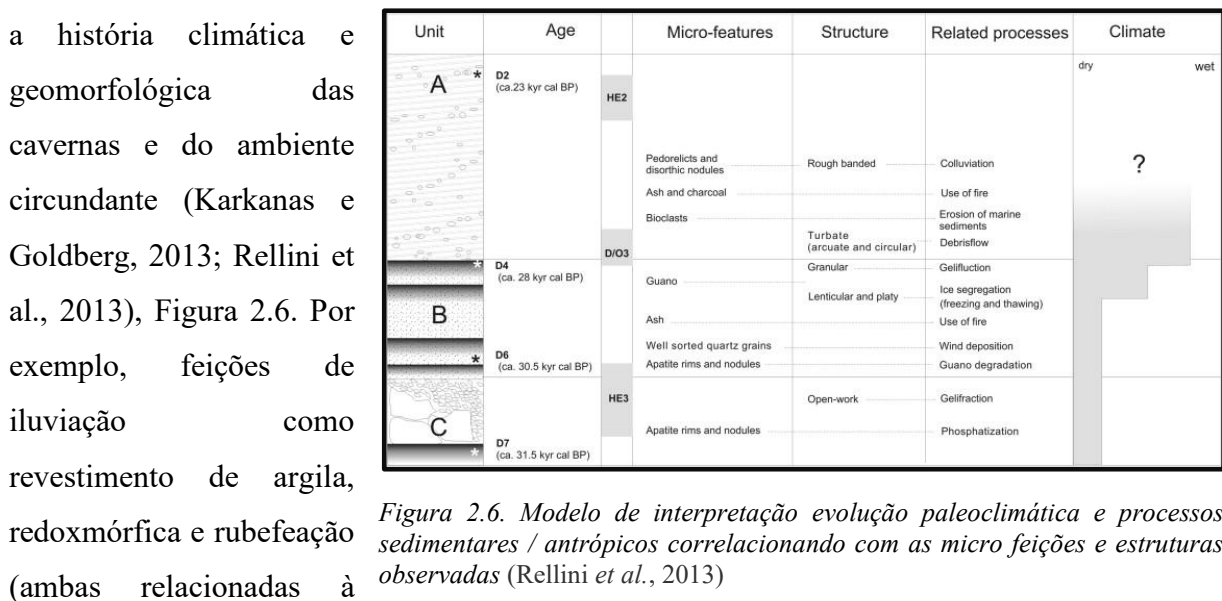 a história climática e
geomorfológica das
cavernas e do ambiente
circundante (Karkanas e
Goldberg, 2013; Rellini et
al., 2013), Figura 2.6. Por
exemplo, feições de
iluviação como
revestimento de argila,
redoxmórfica e rubefeação
(ambas relacionadas à
Unit Age Micro-features Structure Related processes Climate
dry wet
A * D2
(ca.23 kyr cal BP)
HE2
Pedorelicts and
disorthic nodules Rough banded Colluviation ?
Ash and charcoal Use of fire
Bioclasts Erosion of marine
sediments
Turbate
(arcuate and circular) Debrisflow
D/O3
* D4
(ca. 28 kyr cal BP)
Granular Gelifluction
Guano
Lenticular and platy Ice segregation
(freezing and thawing)
B
Ash Use of fire
Well sorted quartz grains Wind deposition
* D6
(ca. 30.5 kyr cal BP) Apatite rims and nodules Guano degradation
HE3 Open-work Gelifraction
C Apatite rims and nodules Phosphatization
* D7
(ca. 31.5 kyr cal BP)
Figura 2.6. Modelo de interpretação evolução paleoclimática e processos
sedimentares / antrópicos correlacionando com as micro feições e estruturas
observadas (Rellini et al., 2013)